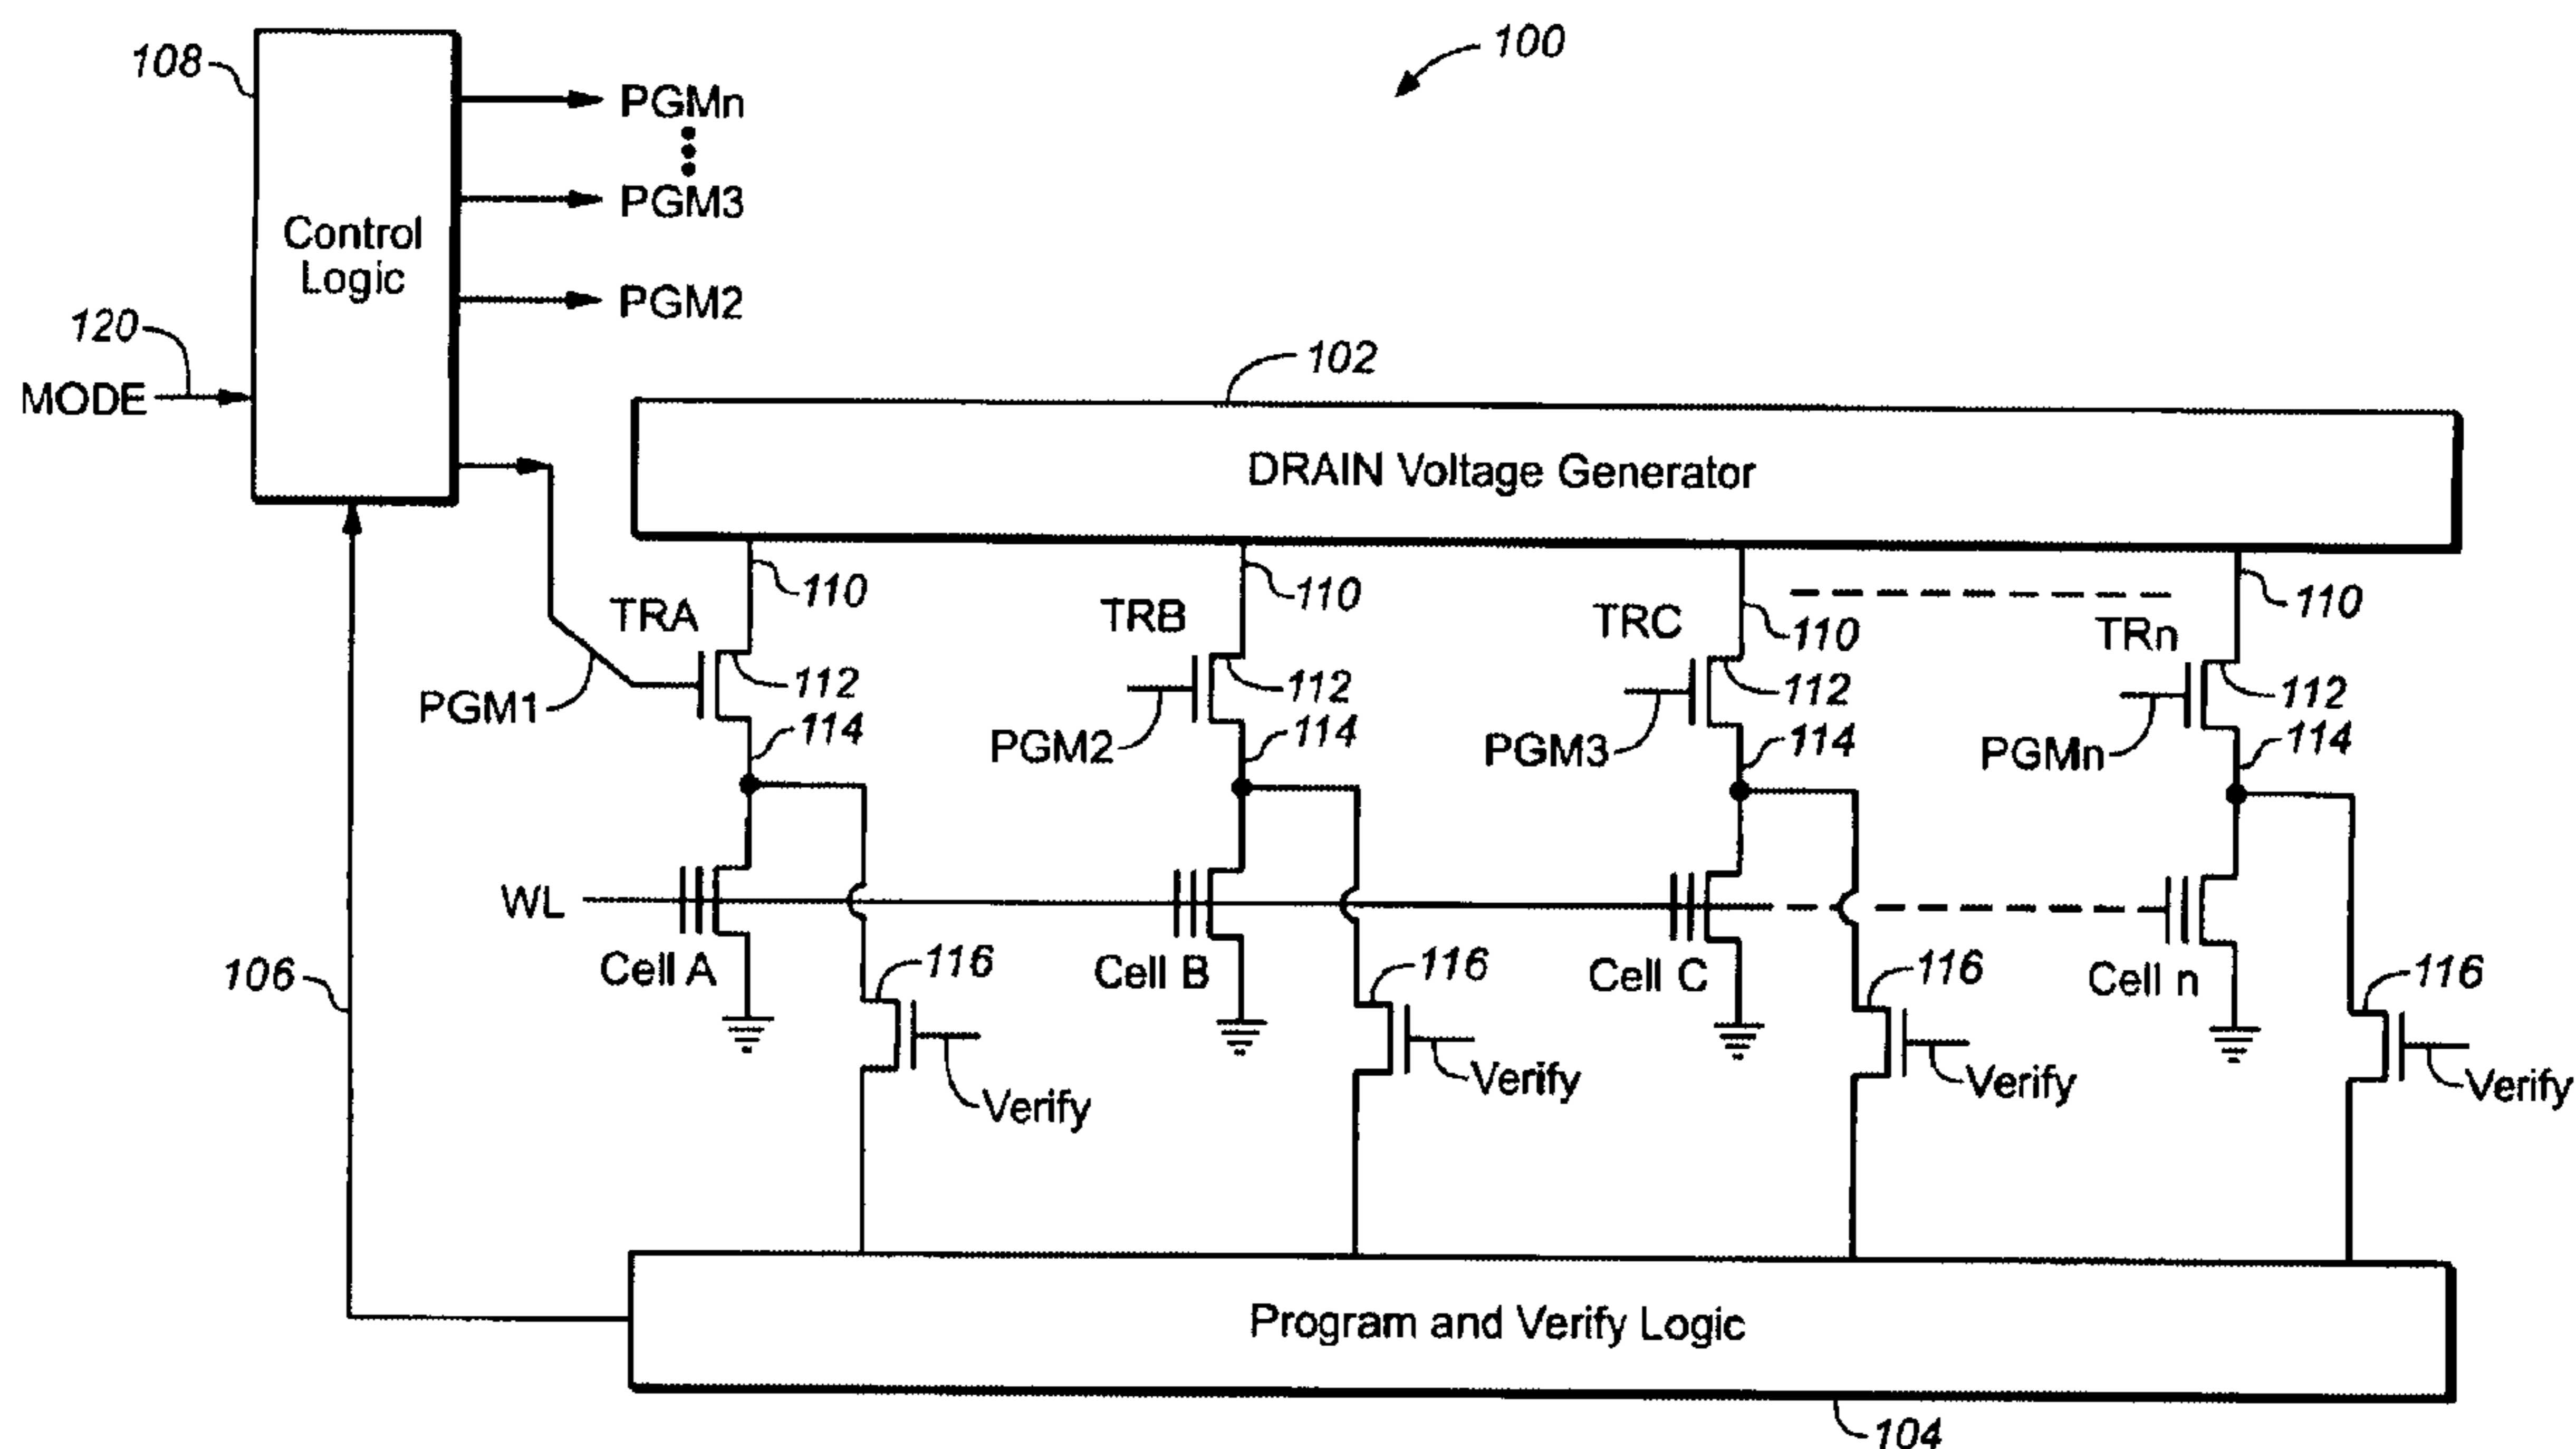 100
108
PGMn
PGM3
Control
Logic
PGM2
120
MODE
102
DRAIN Voltage Generator
110
110
110
110
TRA
TRB
TRC
TRn
112
112
112
112
PGM1
PGM2
PGM3
PGMn
114
114
114
114
WL
Cell A
Cell B
Cell C
Cell n
106
116
116
116
116
Verify
Verify
Verify
Verify
Program and Verify Logic
104